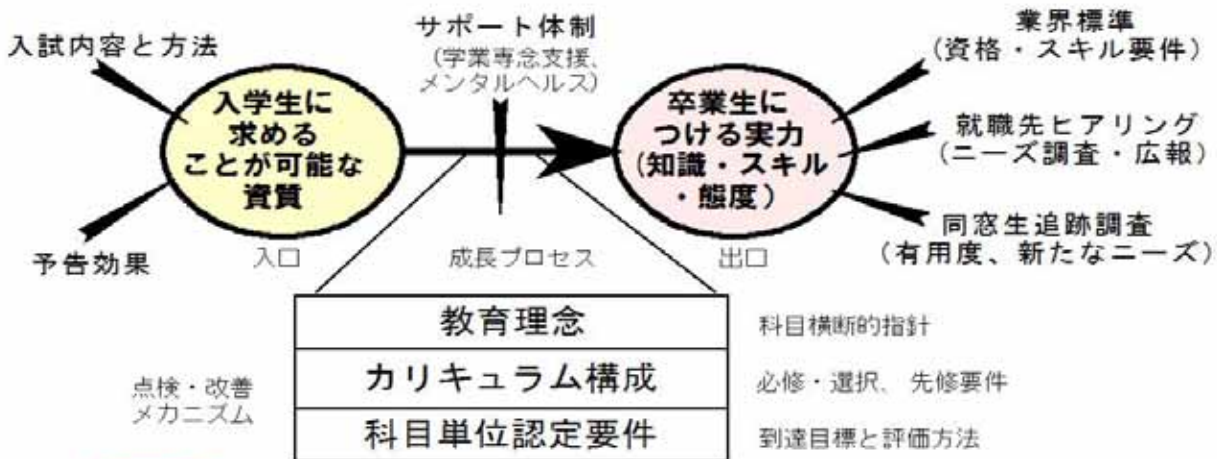 入試内容と方法
予告効果
入学生に
求める
ことが可能な
資質
入口
サポート体制
(学業専念支援、
メンタルヘルス)
成長プロセス
卒業生に
つける実力
(知識・スキル
・態度)
出口
業界標準
(資格・スキル要件)
就職先ヒアリング
(ニーズ調査・広報)
同窓生追跡調査
(有用度、新たなニーズ)
教育理念
科目横断的指針
カリキュラム構成
必修・選択、先修要件
科目単位認定要件
到達目標と評価方法
点検・改善
メカニズム